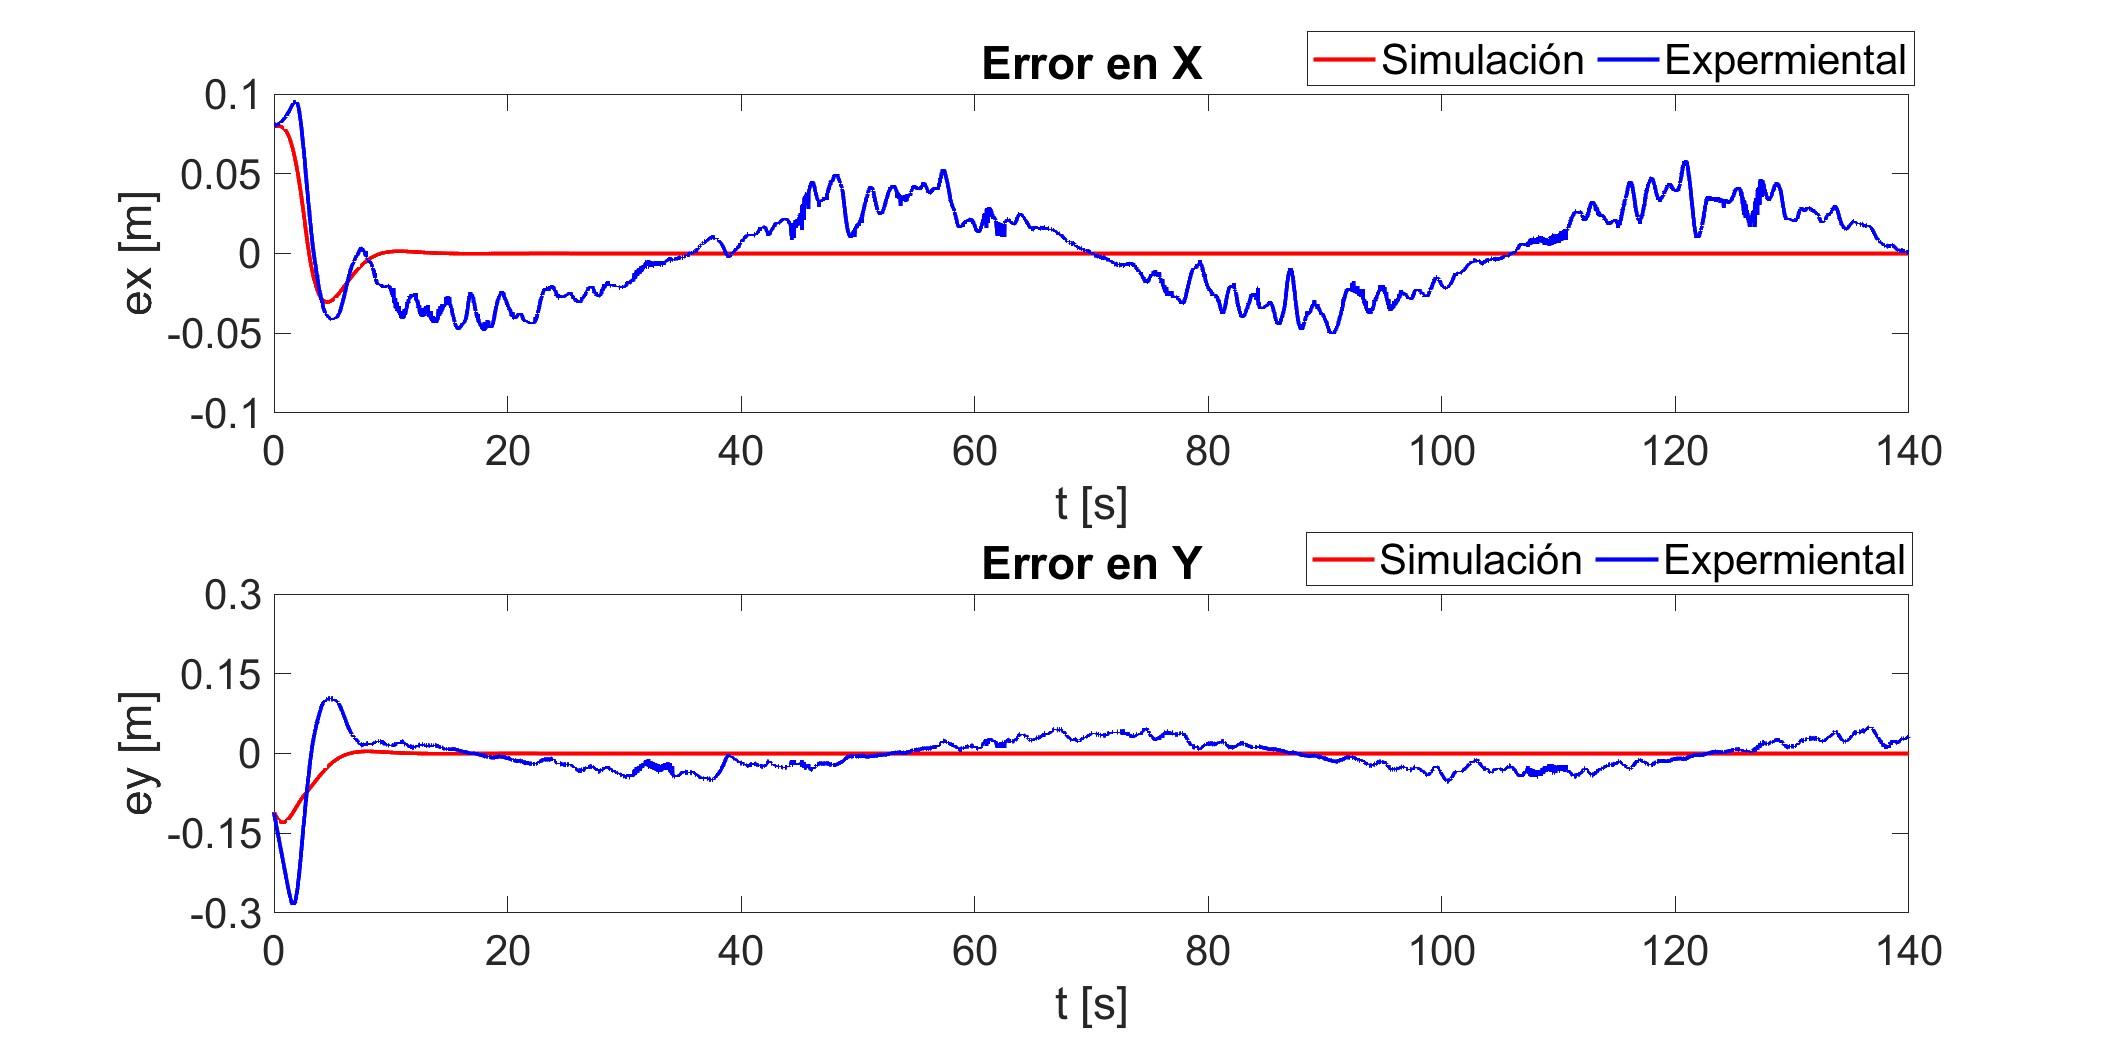 Error en X
Simulación Expermiental
0.1
0.05
0
-0.05
-0.1
ex [m]
0 20 40 60 80 100 120 140
t [s]
Error en Y
Simulación Expermiental
0.3
0.15
0
-0.15
-0.3
ey [m]
0 20 40 60 80 100 120 140
t [s]